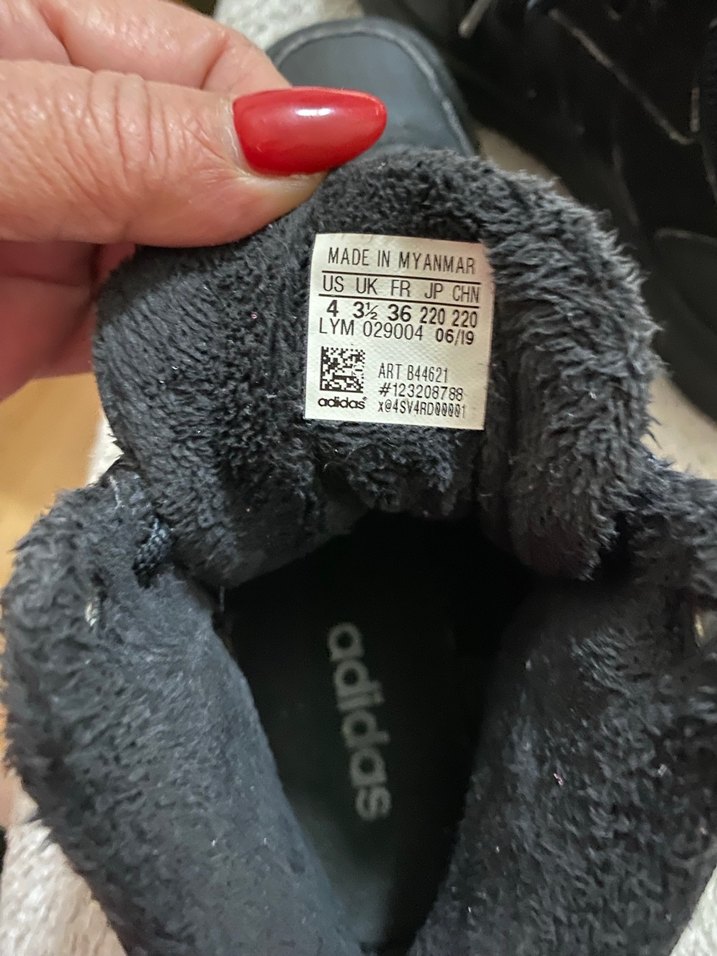 MADE IN MYANMAR
US UK FR JP CHN
4 3½ 36 220 220
LYM 029004 06/19
ART B44621
#123208788
adidas® x@4SV4RD00001
adidas